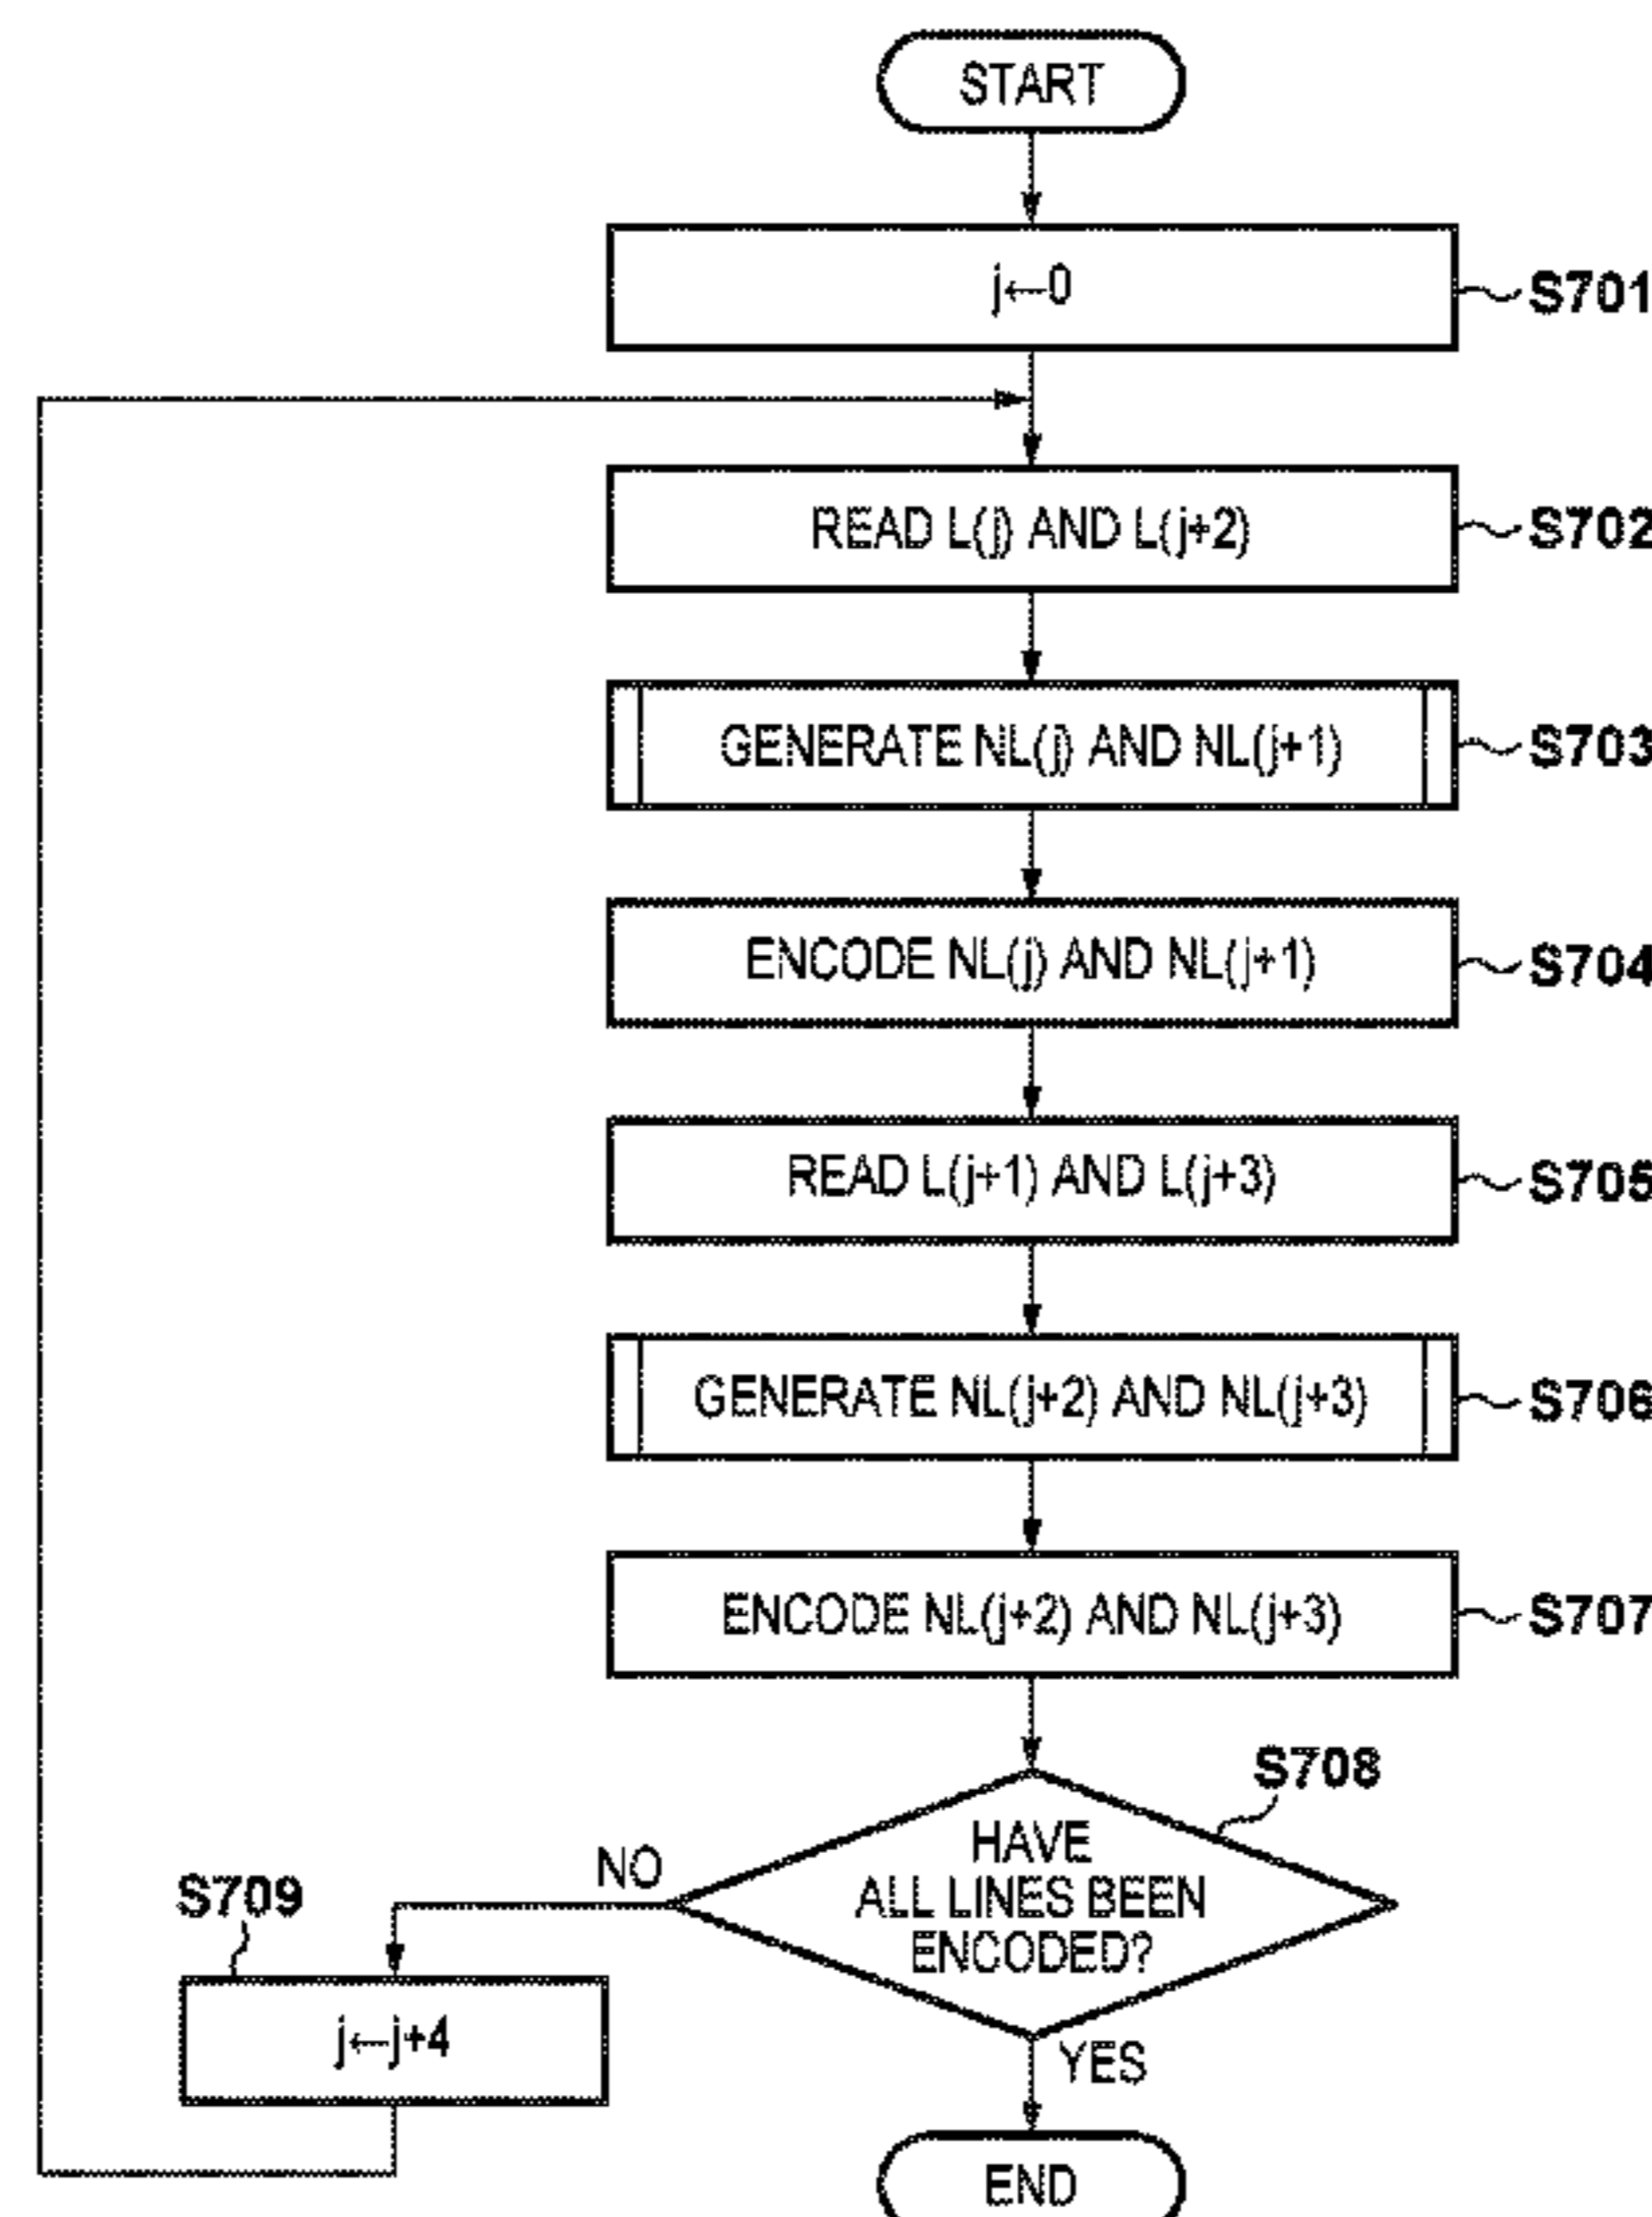 START
j←0
S701
READ L(j) AND L(j+2)
S702
GENERATE NL(j) AND NL(j+1)
S703
ENCODE NL(j) AND NL(j+1)
S704
READ L(j+1) AND L(j+3)
S705
GENERATE NL(j+2) AND NL(j+3)
S706
ENCODE NL(j+2) AND NL(j+3)
S707
S708
HAVE
ALL LINES BEEN
ENCODED?
NO
S709
j←j+4
YES
END